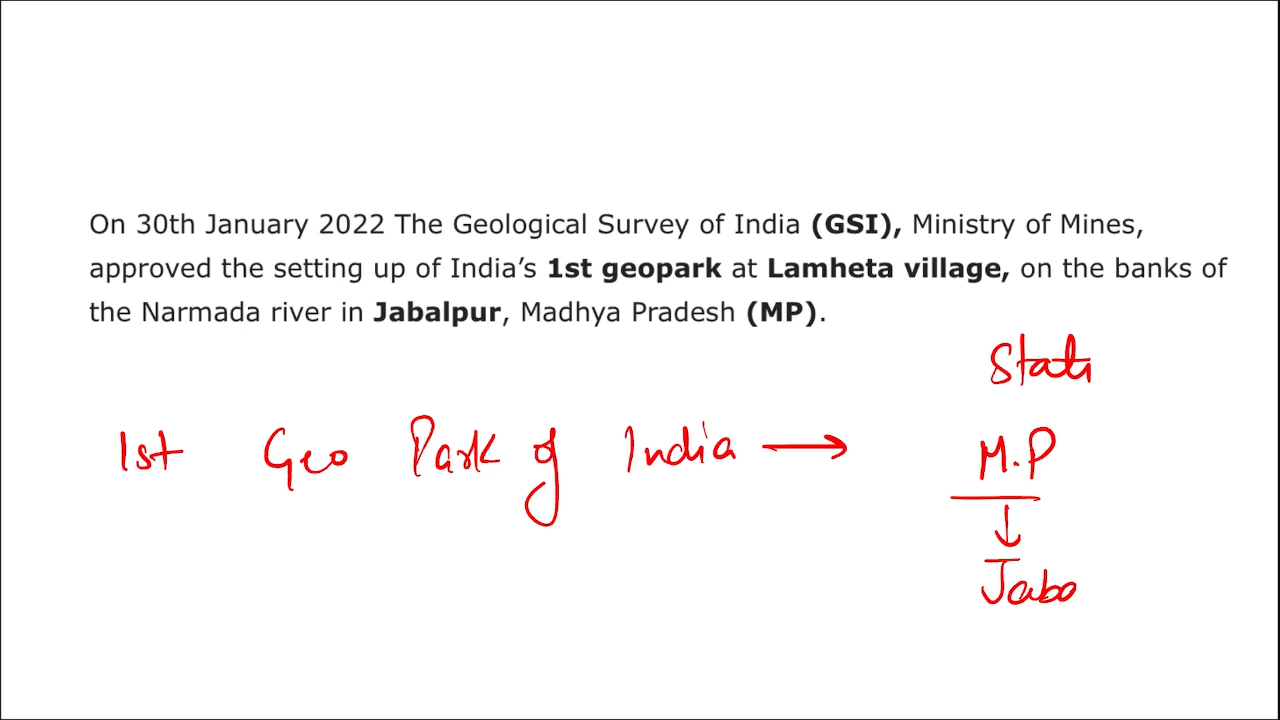 On 30th January 2022 The Geological Survey of India (GSI), Ministry of Mines,
approved the setting up of India’s 1st geopark at Lamheta village, on the banks of
the Narmada river in Jabalpur, Madhya Pradesh (MP).
State
1st Geo Park of India → M.P
↓
Jaba